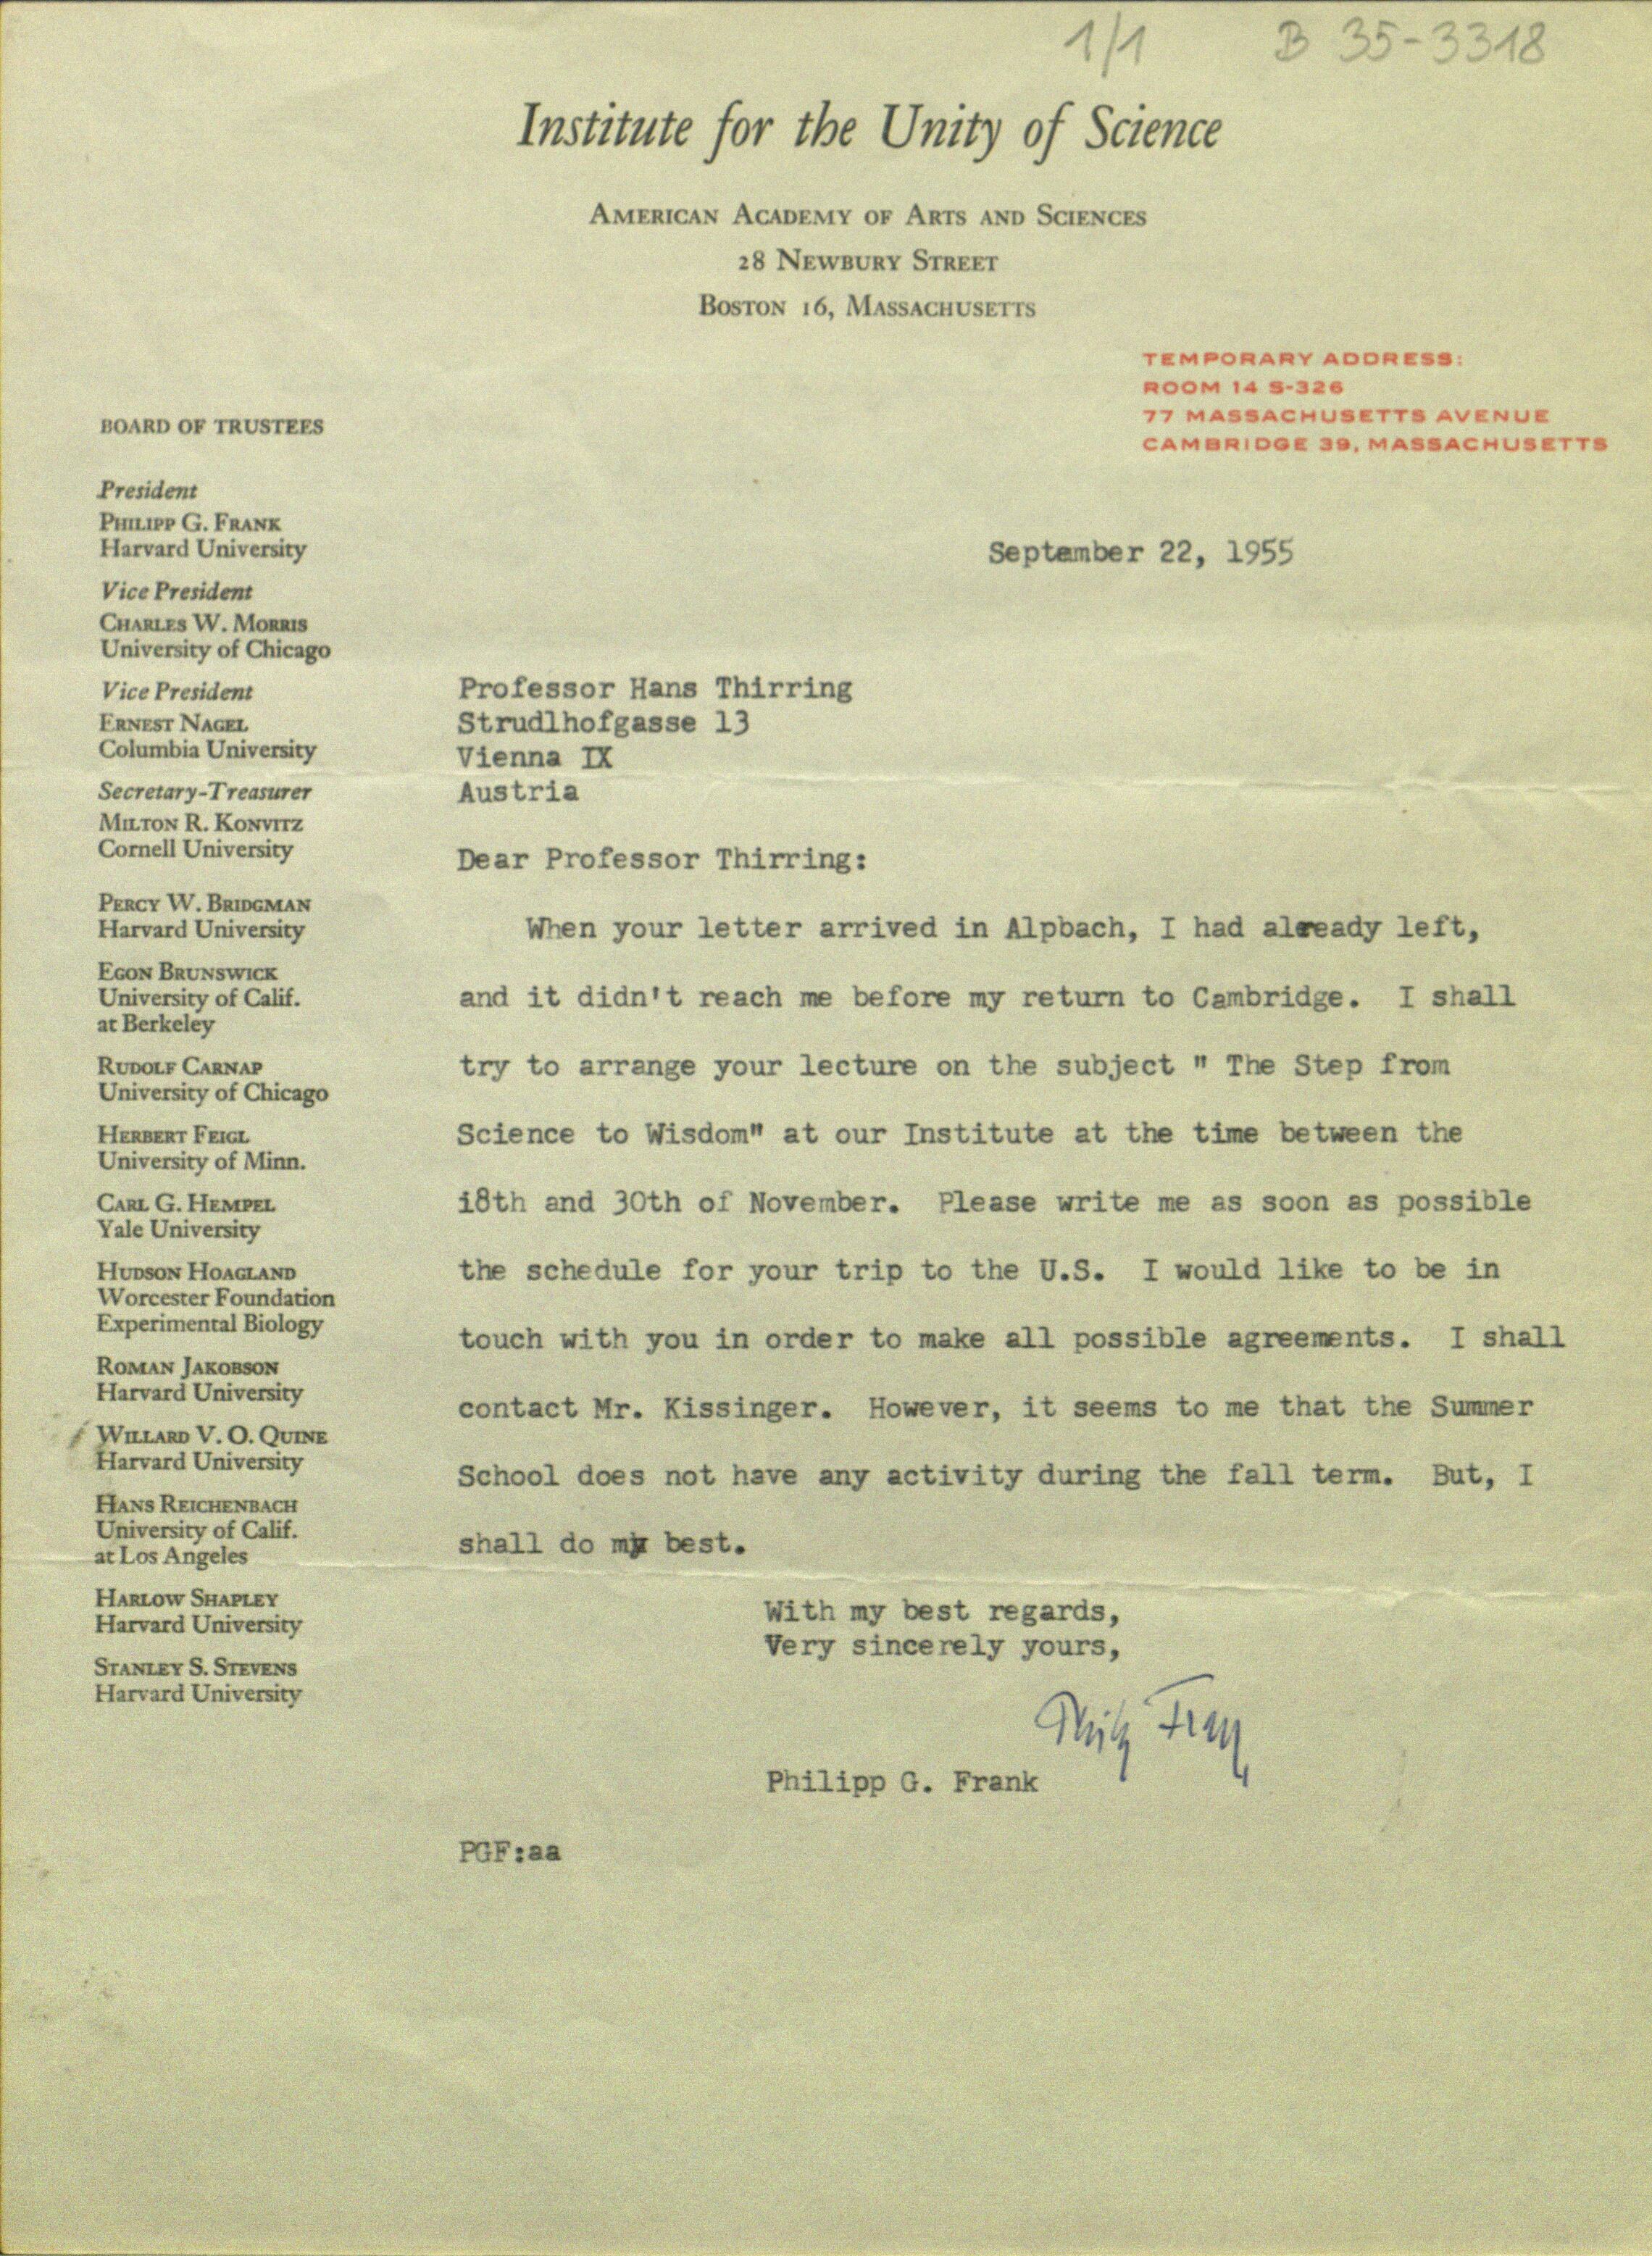 1/1 B 35-3318
Institute for the Unity of Science
AMERICAN ACADEMY OF ARTS AND SCIENCES
28 NEWBURY STREET
BOSTON 16, MASSACHUSETTS
TEMPORARY ADDRESS:
ROOM 14 S-326
77 MASSACHUSETTS AVENUE
CAMBRIDGE 39, MASSACHUSETTS
BOARD OF TRUSTEES
President
PHILIPP G. FRANK
Harvard University
Vice President
CHARLES W. MORRIS
University of Chicago
Vice President
ERNEST NAGEL
Columbia University
Secretary-Treasurer
MILTON R. KONVITZ
Cornell University
PERCY W. BRIDGMAN
Harvard University
EGON BRUNSWICK
University of Calif.
at Berkeley
RUDOLF CARNAP
University of Chicago
HERBERT FEIGL
University of Minn.
CARL G. HEMPEL
Yale University
HUDSON HOAGLAND
Worcester Foundation
Experimental Biology
ROMAN JAKOBSON
Harvard University
WILLARD V. O. QUINE
Harvard University
HANS REICHENBACH
University of Calif.
at Los Angeles
HARLOW SHAPLEY
Harvard University
STANLEY S. STEVENS
Harvard University
September 22, 1955
Professor Hans Thirring
Strudlhofgasse 13
Vienna IX
Austria
Dear Professor Thirring:
When your letter arrived in Alpbach, I had already left,
and it didn't reach me before my return to Cambridge. I shall
try to arrange your lecture on the subject " The Step from
Science to Wisdom" at our Institute at the time between the
18th and 30th of November. Please write me as soon as possible
the schedule for your trip to the U.S. I would like to be in
touch with you in order to make all possible agreements. I shall
contact Mr. Kissinger. However, it seems to me that the Summer
School does not have any activity during the fall term. But, I
shall do my best.
With my best regards,
Very sincerely yours,
Philipp G. Frank
PGF:aa